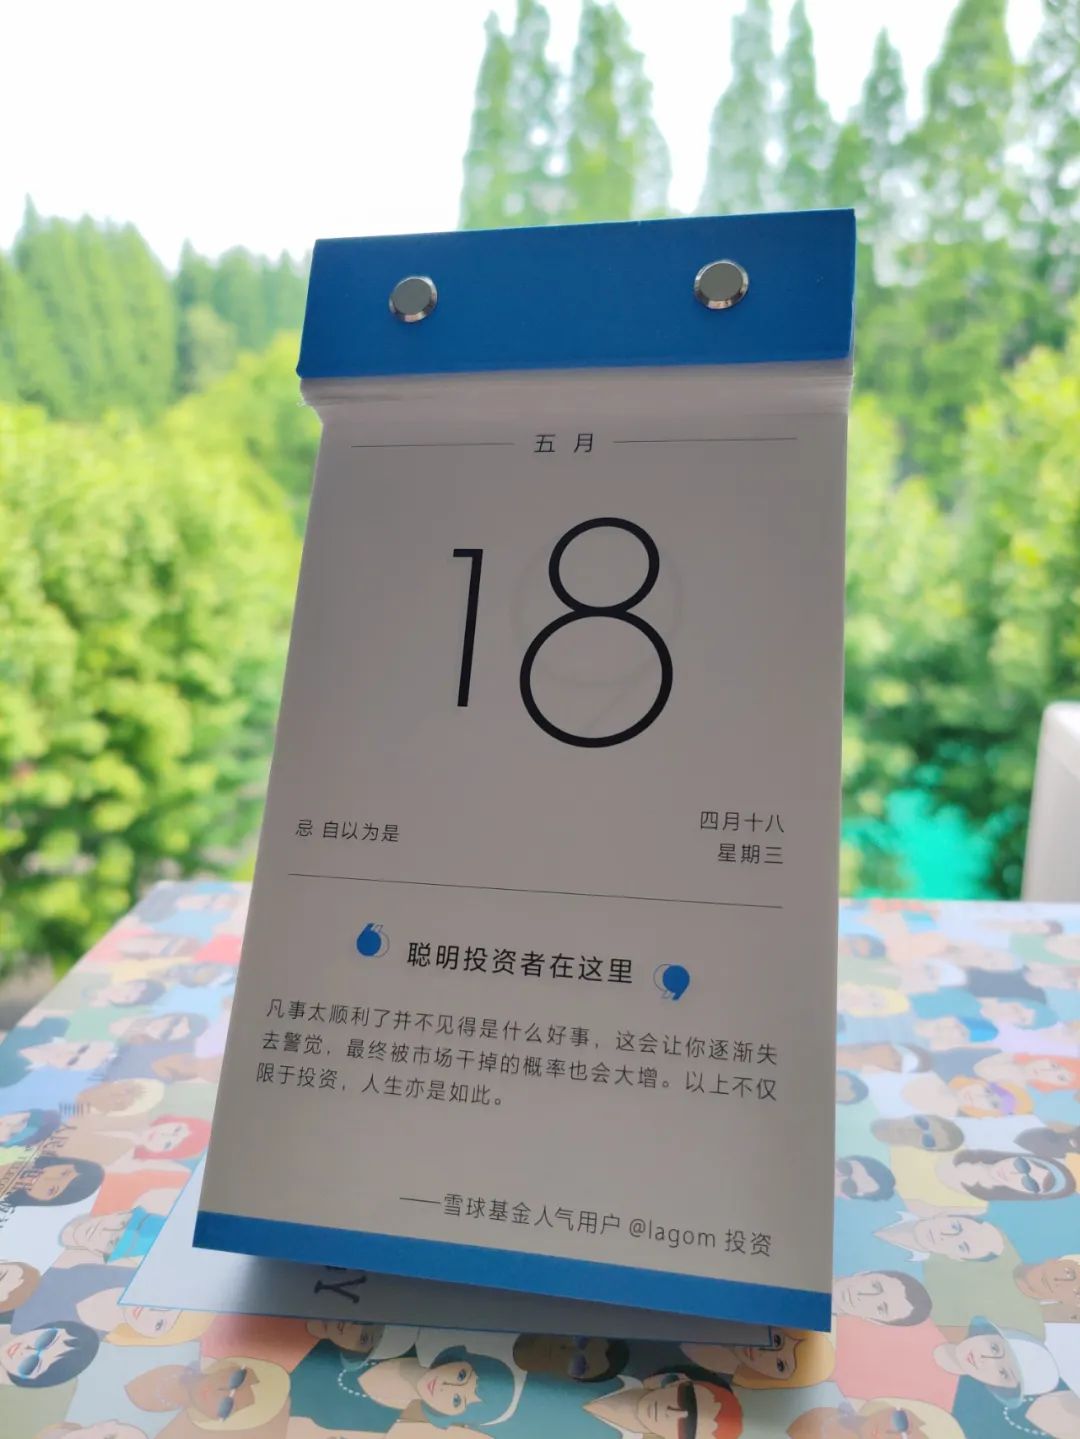 五月
18
忌 自以为是
四月十八
星期三
聪明投资者在这里
凡事太顺利了并不见得是什么好事，这会让你逐渐失
去警觉，最终被市场干掉的概率也会大增。以上不仅
限于投资，人生亦是如此。
——雪球基金人气用户 @lagom 投资